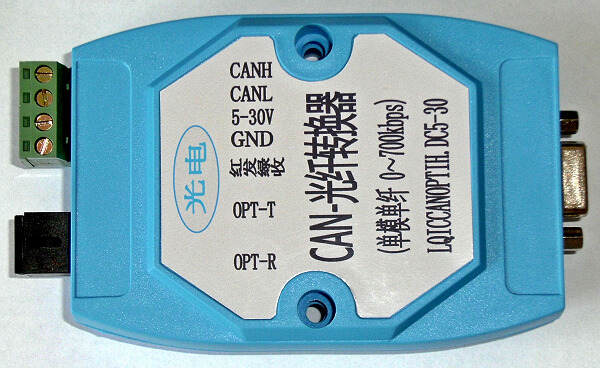 光电
CANH
CANL
5-30V
GND
红发绿收
OPT-T
OPT-R
CAN-光纤转换器
(单模单纤 0~700kbps)
LQICCANOPT1H. DC5-30